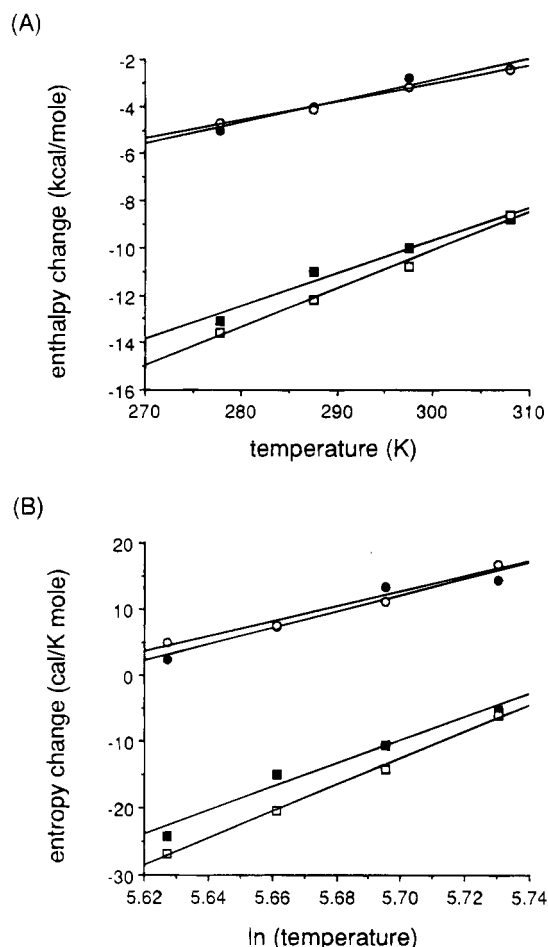 (A)
enthalpy change (kcal/mole)
-2
-4
-6
-8
-10
-12
-14
-16
270 280 290 300 310
temperature (K)
(B)
entropy change (cal/K mole)
20
10
0
-10
-20
-30
5.62 5.64 5.66 5.68 5.70 5.72 5.74
ln (temperature)